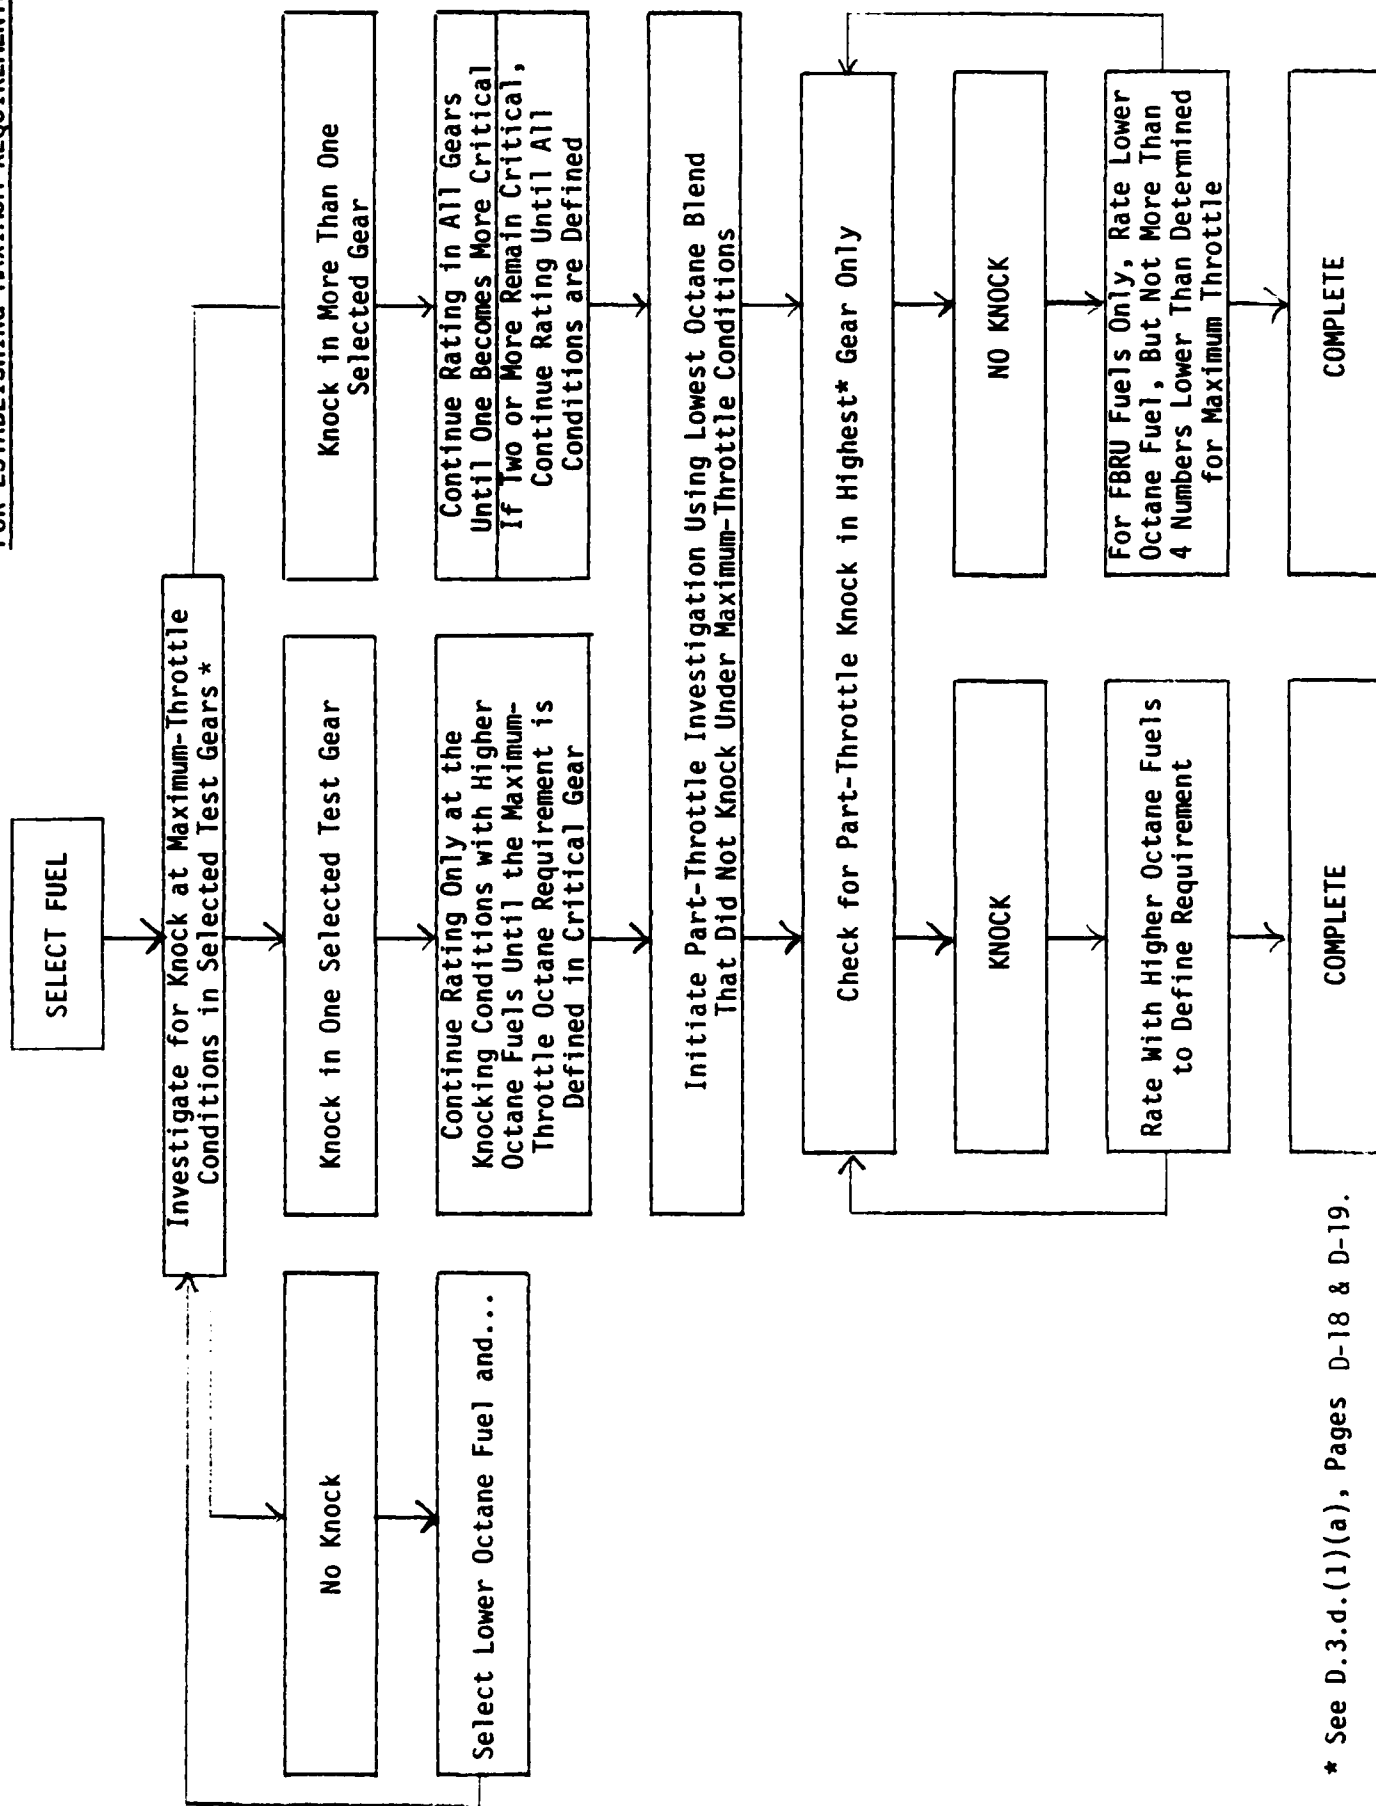 FOR ESTABLISHING MAXIMUM REQUIREMENT
SELECT FUEL
Investigate for Knock at Maximum-Throttle
Conditions in Selected Test Gears *
No Knock
Knock in One Selected Test Gear
Knock in More Than One
Selected Gear
Select Lower Octane Fuel and...
Continue Rating Only at the
Knocking Conditions with Higher
Octane Fuels Until the Maximum-
Throttle Octane Requirement is
Defined in Critical Gear
Continue Rating in All Gears
Until One Becomes More Critical
If Two or More Remain Critical,
Continue Rating Until All
Conditions are Defined
Initiate Part-Throttle Investigation Using Lowest Octane Blend
That Did Not Knock Under Maximum-Throttle Conditions
Check for Part-Throttle Knock in Highest* Gear Only
KNOCK
NO KNOCK
Rate With Higher Octane Fuels
to Define Requirement
For FBRU Fuels Only, Rate Lower
Octane Fuel, But Not More Than
4 Numbers Lower Than Determined
for Maximum Throttle
COMPLETE
COMPLETE
* See D.3.d.(1)(a), Pages D-18 & D-19.